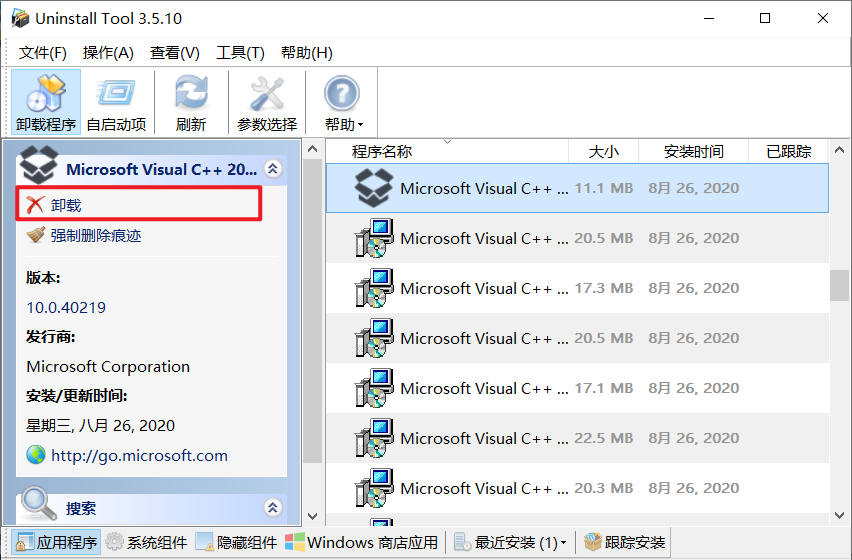 Uninstall Tool 3.5.10
文件(F) 操作(A) 查看(V) 工具(T) 帮助(H)
卸载程序 自启动项 刷新 参数选择 帮助
Microsoft Visual C++ 20...
卸载
强制删除痕迹
版本:
10.0.40219
发行商:
Microsoft Corporation
安装/更新时间:
星期三, 八月 26, 2020
http://go.microsoft.com
搜索
程序名称 大小 安装时间 已跟踪
Microsoft Visual C++ ... 11.1 MB 8月 26, 2020
Microsoft Visual C++ ... 20.5 MB 8月 26, 2020
Microsoft Visual C++ ... 17.3 MB 8月 26, 2020
Microsoft Visual C++ ... 20.5 MB 8月 26, 2020
Microsoft Visual C++ ... 17.1 MB 8月 26, 2020
Microsoft Visual C++ ... 22.5 MB 8月 26, 2020
Microsoft Visual C++ ... 20.3 MB 8月 26, 2020
应用程序 系统组件 隐藏组件 Windows 商店应用 最近安装 (1) 跟踪安装